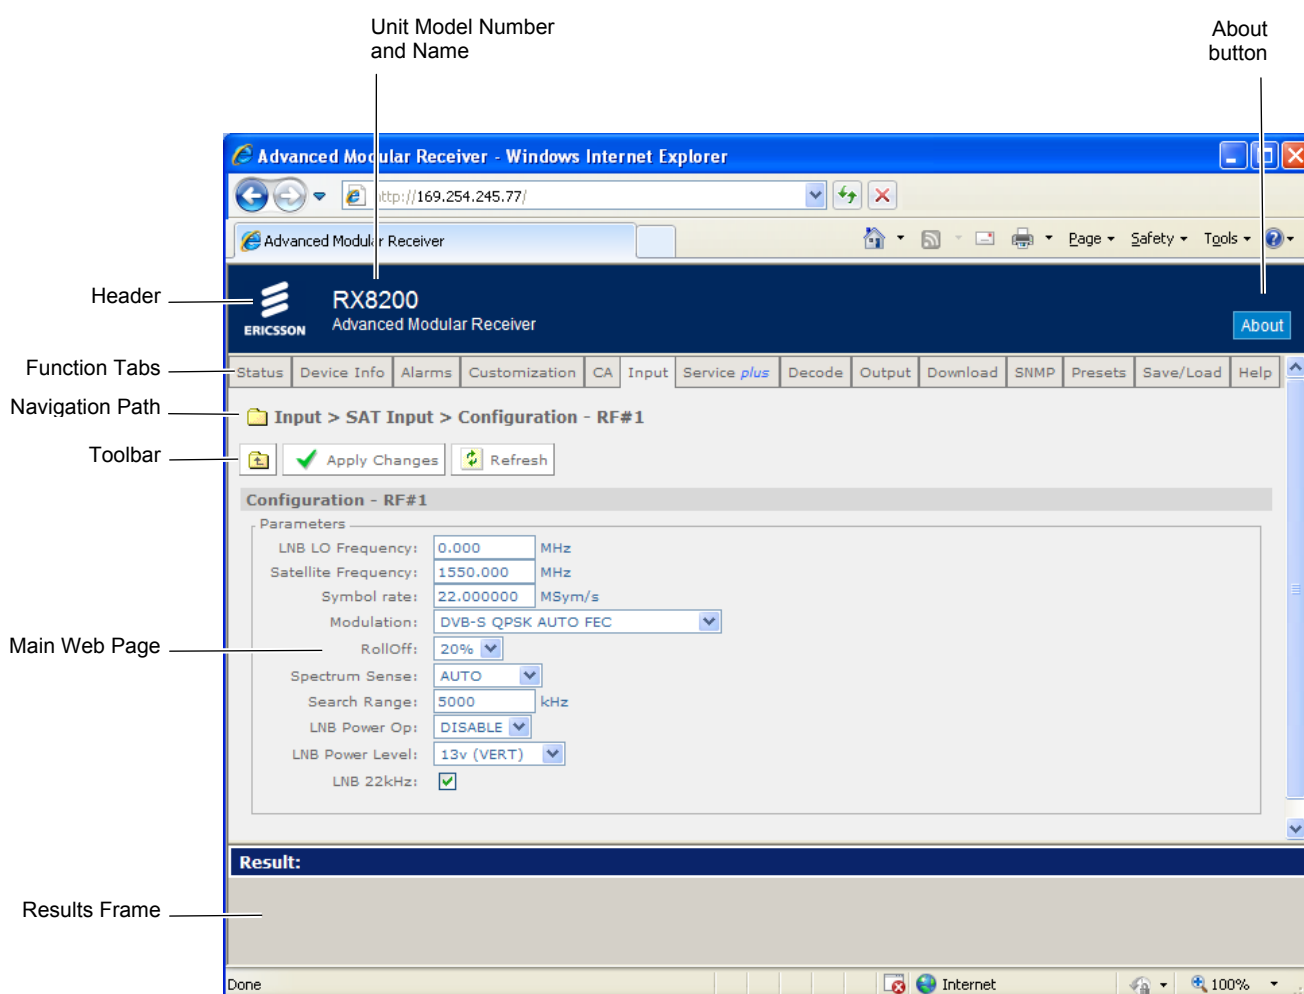 Unit Model Number
and Name
About
button
Advanced Modular Receiver - Windows Internet Explorer
http://169.254.245.77/
Advanced Modular Receiver
Page
Safety
Tools
Header
ERICSSON
RX8200
Advanced Modular Receiver
About
Function Tabs
Status Device Info Alarms Customization CA Input Service plus Decode Output Download SNMP Presets Save/Load Help
Navigation Path
Input > SAT Input > Configuration - RF#1
Toolbar
Apply Changes Refresh
Configuration - RF#1
Parameters
LNB LO Frequency: 0.000 MHz
Satellite Frequency: 1550.000 MHz
Symbol rate: 22.000000 MSym/s
Modulation: DVB-S QPSK AUTO FEC
Main Web Page
RollOff: 20%
Spectrum Sense: AUTO
Search Range: 5000 kHz
LNB Power Op: DISABLE
LNB Power Level: 13v (VERT)
LNB 22kHz:
Result:
Results Frame
Done
Internet
100%